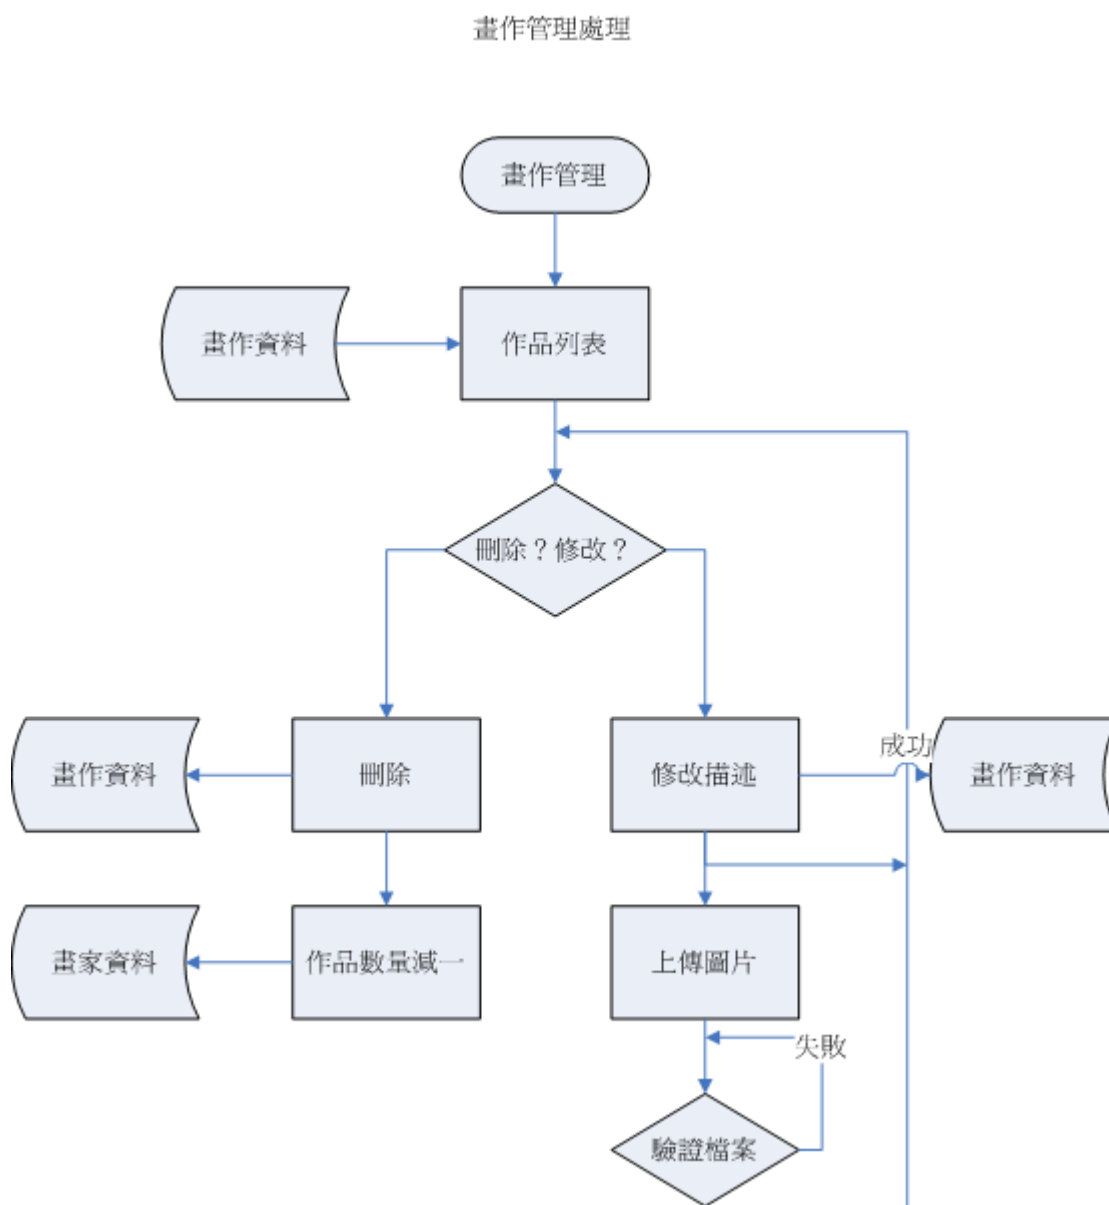 畫作管理處理
畫作管理
畫作資料
作品列表
刪除？修改？
畫作資料
刪除
修改描述
成功
畫作資料
畫家資料
作品數量減一
上傳圖片
失敗
驗證檔案